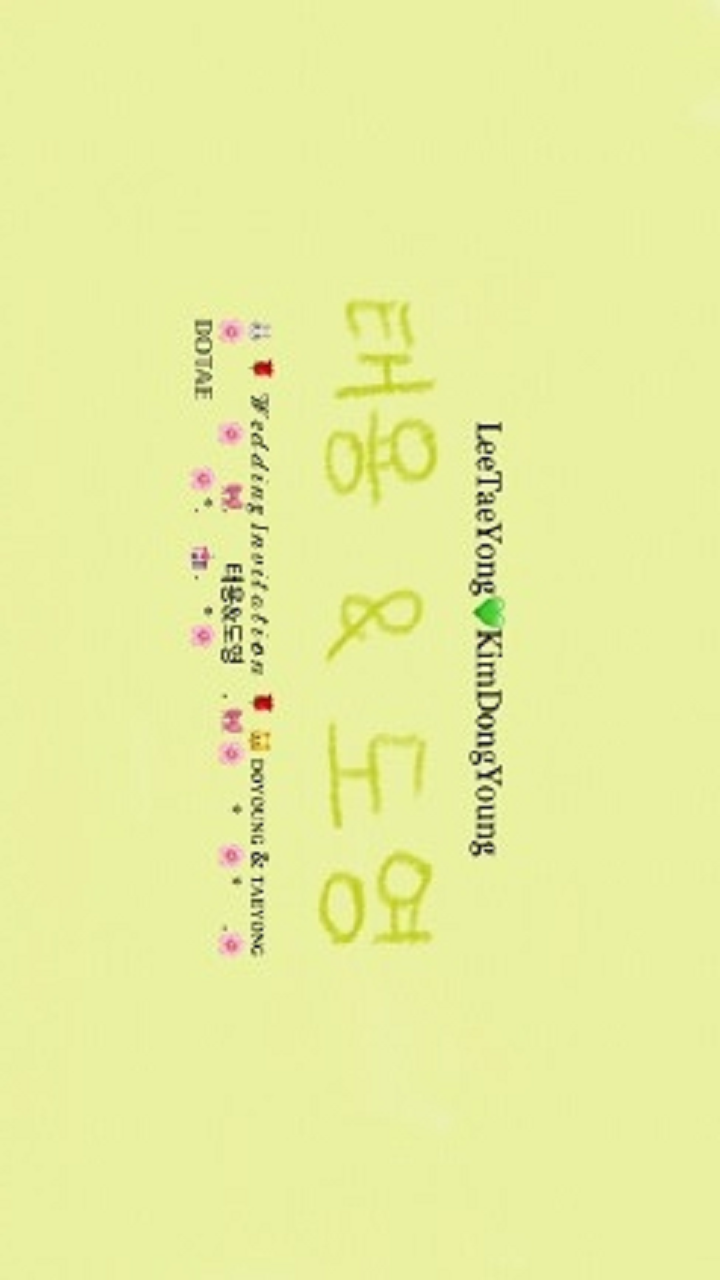 LeeTaeYong💚KimDongYoung
태용 & 도영
🐰 🌹 𝓦𝓮𝓭𝓭𝓲𝓷𝓰 𝓘𝓷𝓿𝓲𝓽𝓪𝓽𝓲𝓸𝓷 🌹 🐱 DOYOUNG & TAEYONG
🌸 🌸 🎀 태용&도영 . 🎀 🌸 🌸 🌸
DOTAE 🌸 . 🎁 . 🌸